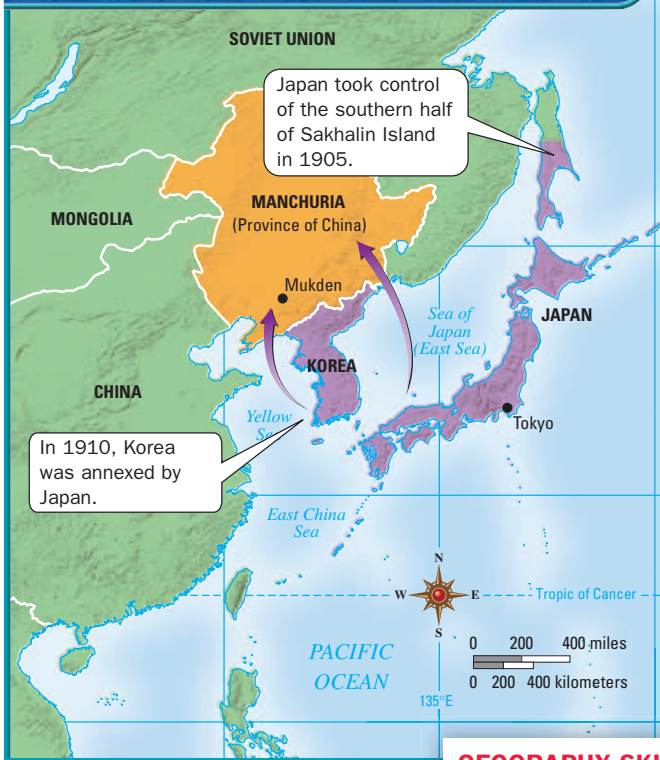 SOVIET UNION
Japan took control
of the southern half
of Sakhalin Island
in 1905.
MANCHURIA
(Province of China)
MONGOLIA
Mukden
Sea of
Japan
(East Sea)
JAPAN
KOREA
CHINA
Yellow
Tokyo
In 1910, Korea
was annexed by
Japan.
East China
Sea
N
W
E
S
Tropic of Cancer
PACIFIC
OCEAN
0 200 400 miles
0 200 400 kilometers
135°E
GEOGRAPHY